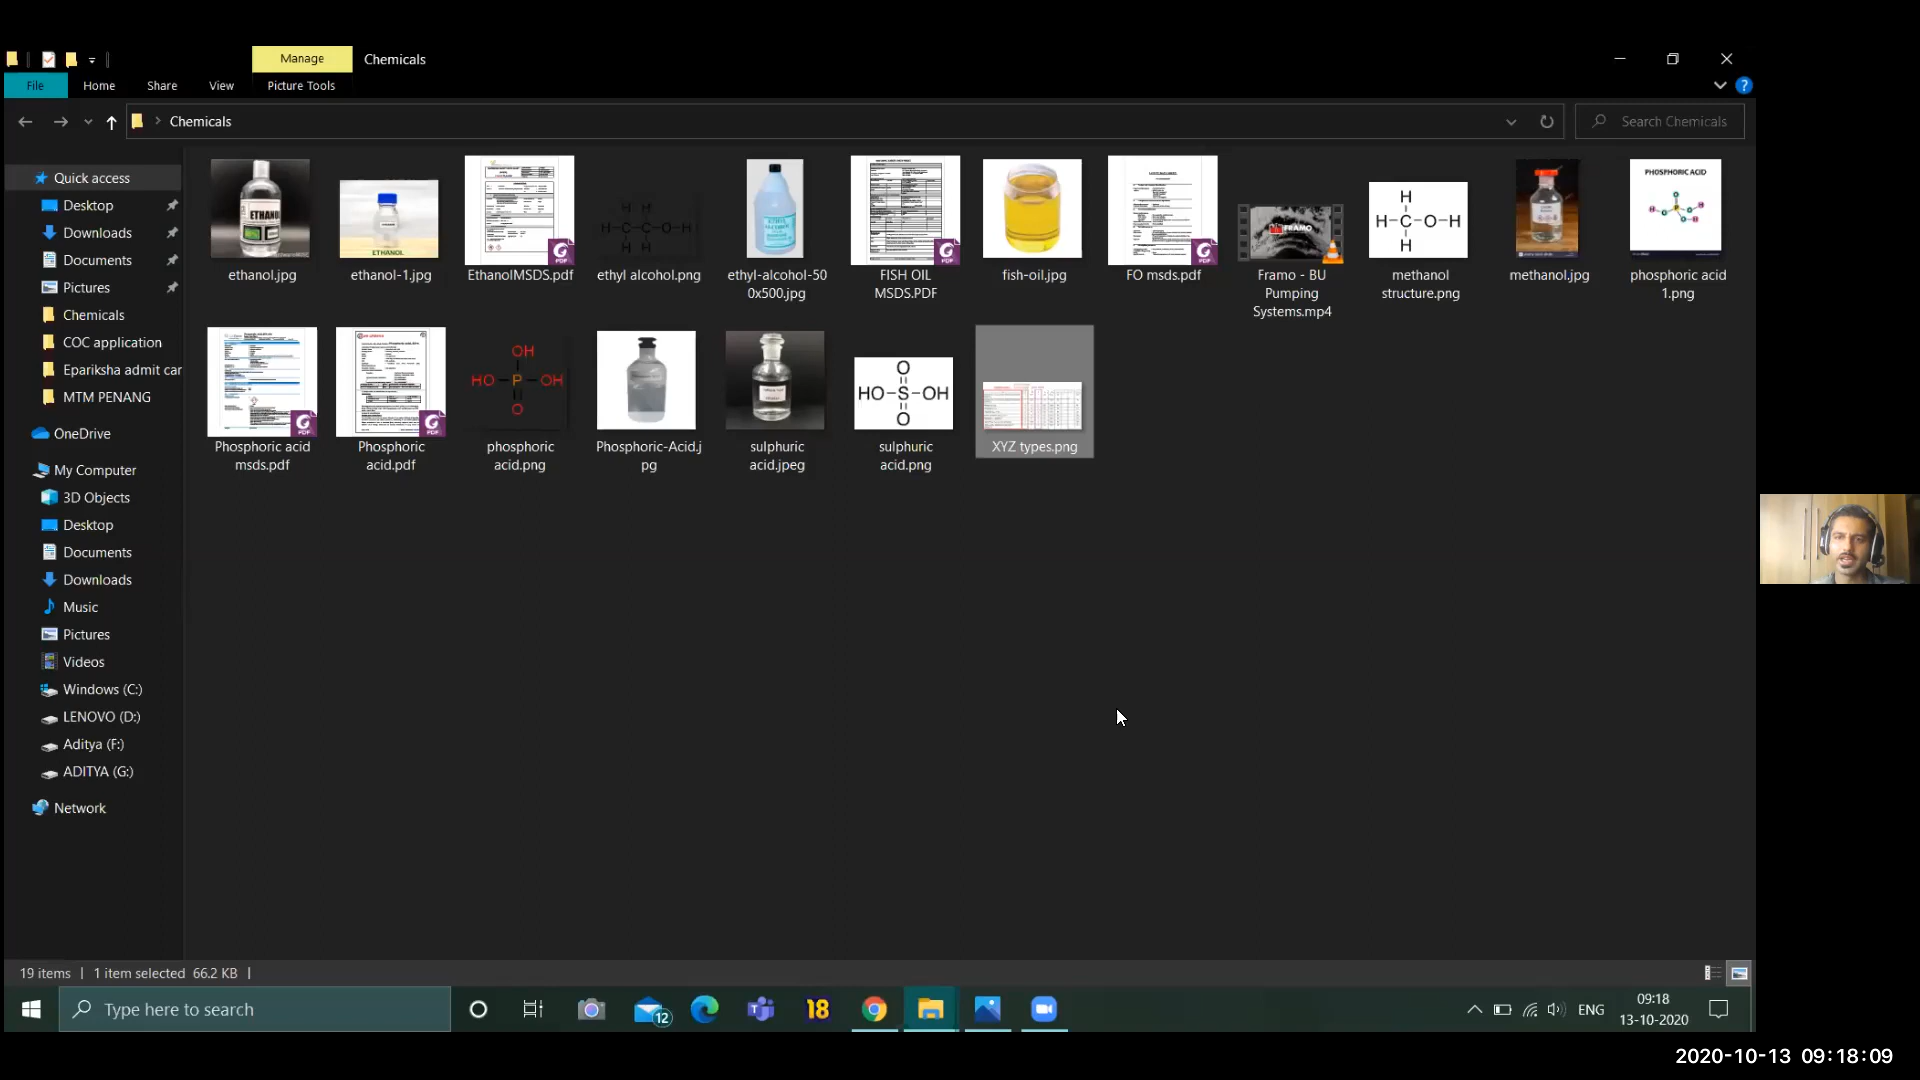 Manage
Chemicals
File
Home
Share
View
Picture Tools
Chemicals
Search Chemicals
Quick access
Desktop
Downloads
Documents
Pictures
Chemicals
COC application
Epariksha admit car
MTM PENANG
OneDrive
My Computer
3D Objects
Desktop
Documents
Downloads
Music
Pictures
Videos
Windows (C:)
LENOVO (D:)
Aditya (F:)
ADITYA (G:)
Network
ETHANOL
PHOSPHORIC ACID
FRAMO
ethanol.jpg
ethanol-1.jpg
EthanolMSDS.pdf
ethyl alcohol.png
ethyl-alcohol-50
0x500.jpg
FISH OIL
MSDS.PDF
fish-oil.jpg
FO msds.pdf
Framo - BU
Pumping
Systems.mp4
methanol
structure.png
methanol.jpg
phosphoric acid
1.png
Phosphoric acid
msds.pdf
Phosphoric
acid.pdf
phosphoric
acid.png
Phosphoric-Acid.j
pg
sulphuric
acid.jpeg
sulphuric
acid.png
XYZ types.png
19 items
1 item selected 66.2 KB
Type here to search
12
18
ENG
09:18
13-10-2020
2020-10-13 09:18:09